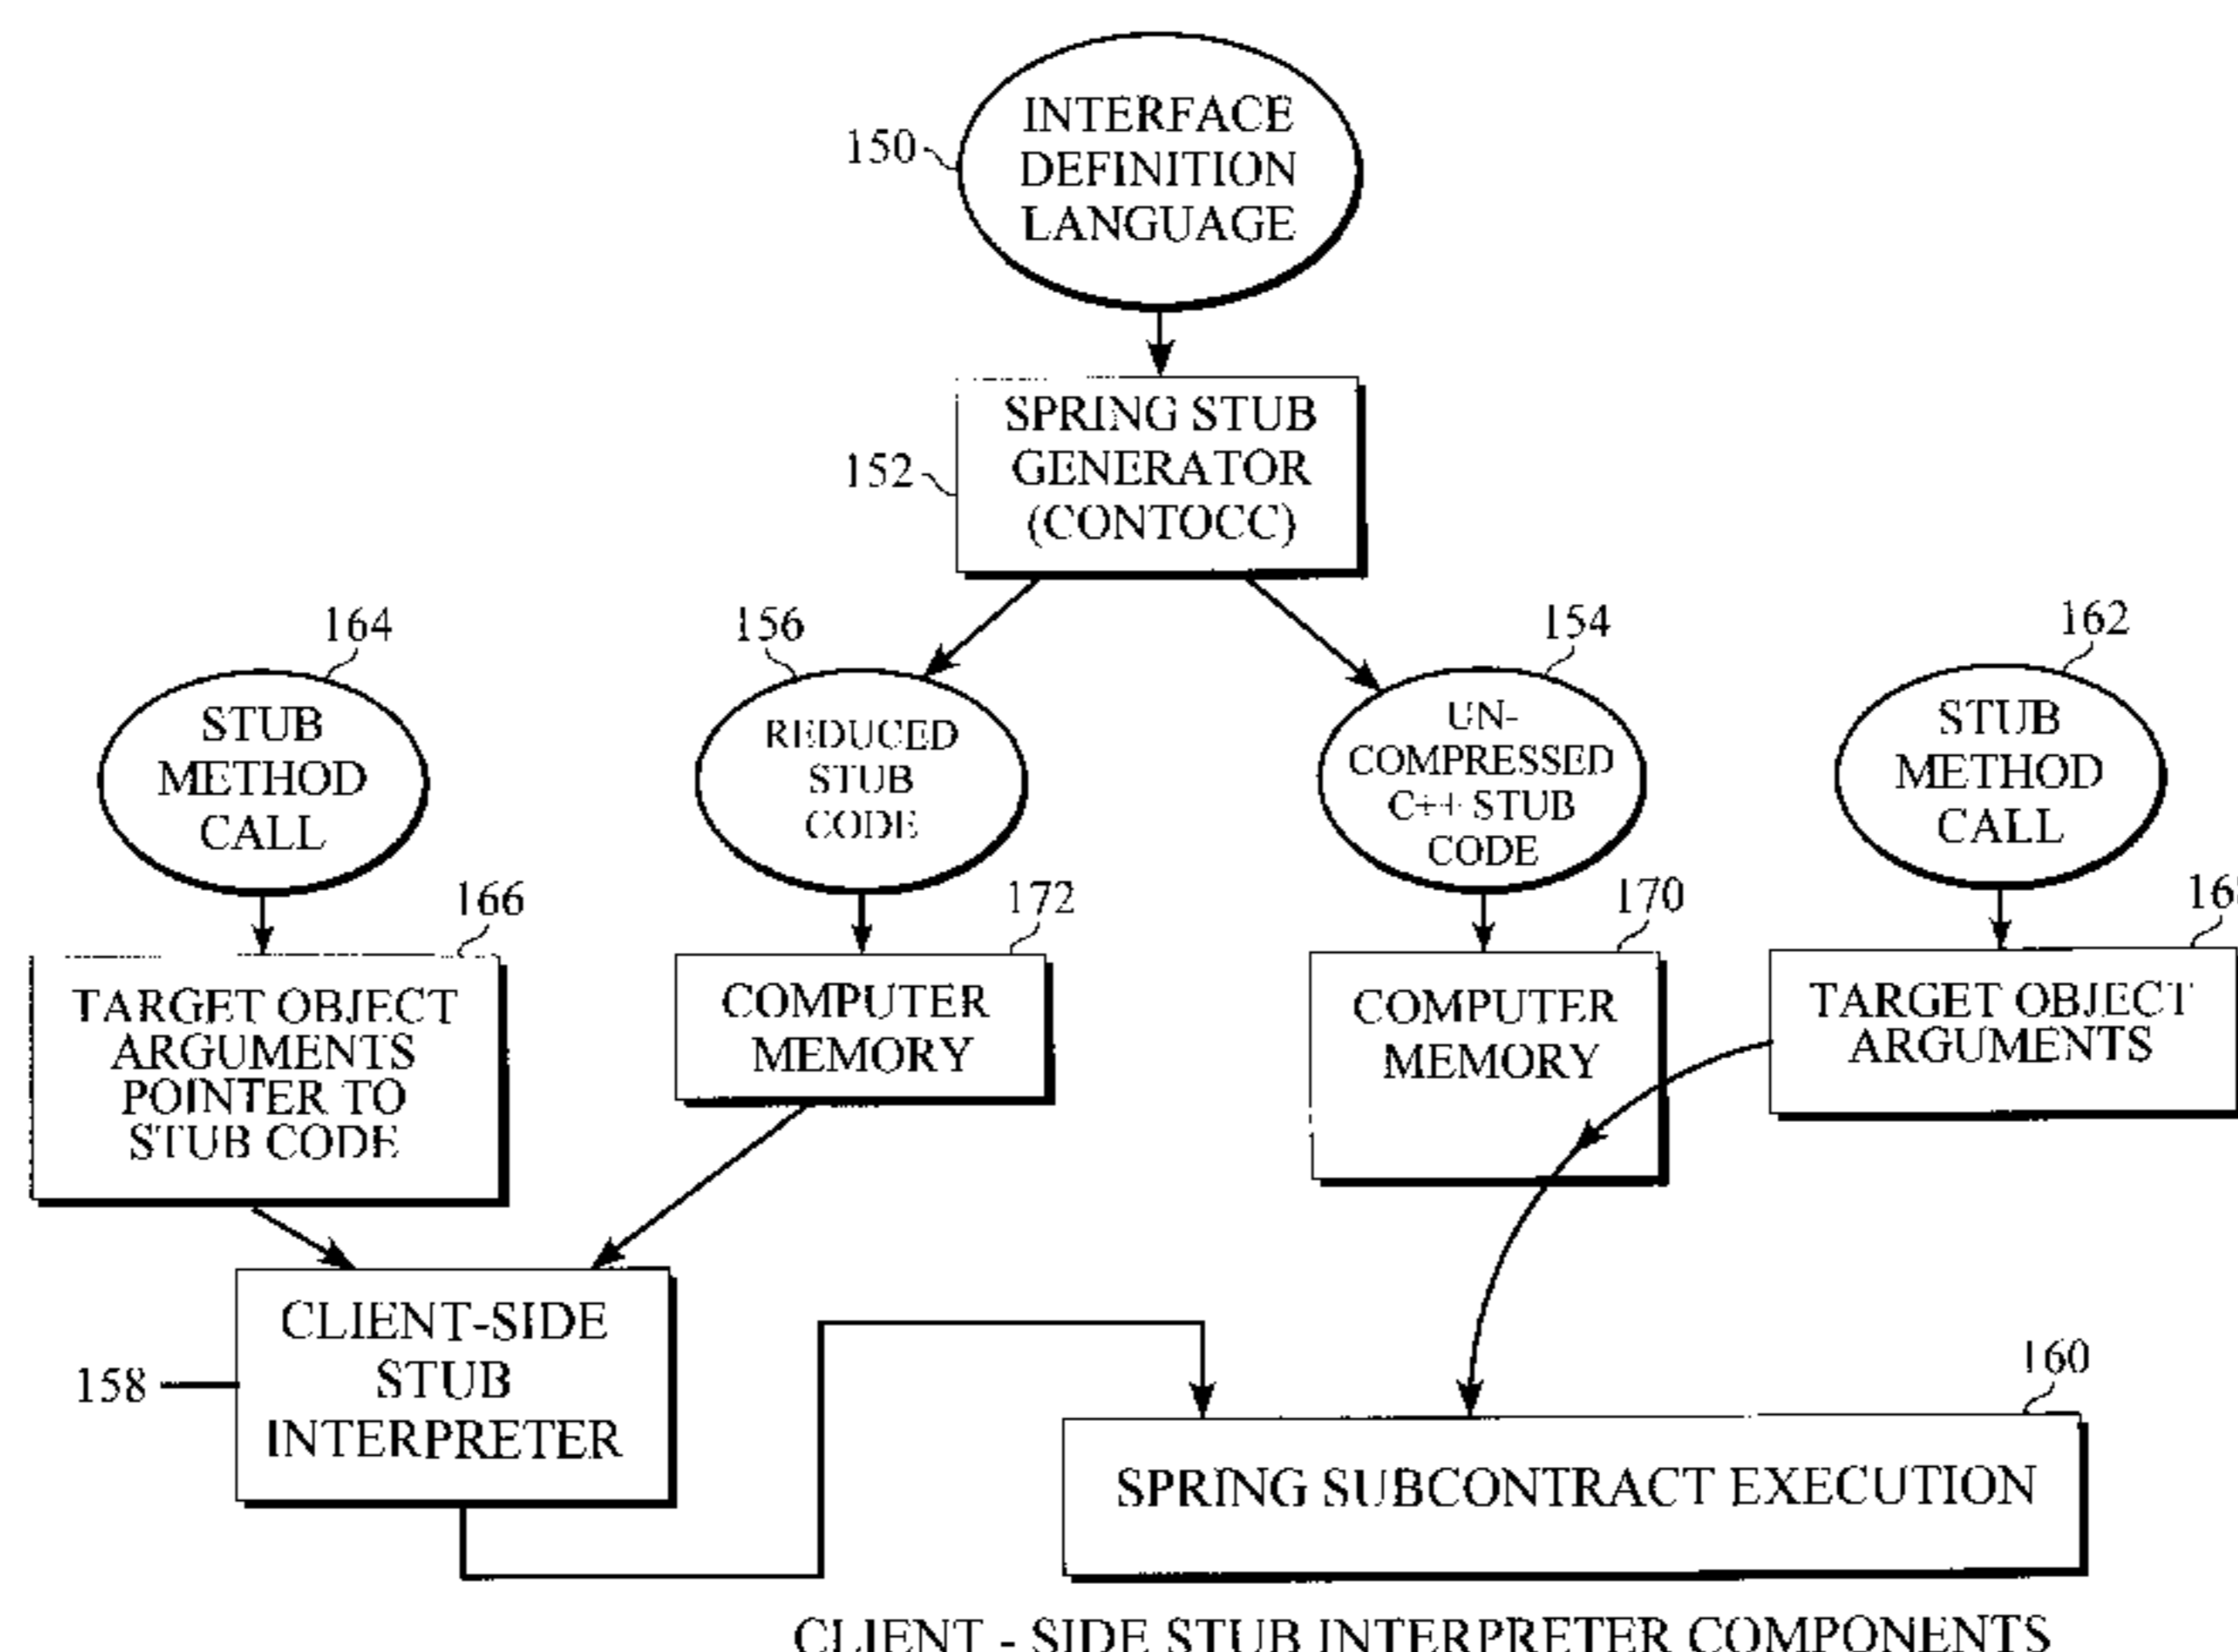 INTERFACE
DEFINITION
LANGUAGE
150
SPRING STUB
GENERATOR
(CONTOCC)
152
164
156
154
162
STUB
METHOD
CALL
REDUCED
STUB
CODE
UN-
COMPRESSED
C++ STUB
CODE
STUB
METHOD
CALL
166
172
170
TARGET OBJECT
ARGUMENTS
POINTER TO
STUB CODE
COMPUTER
MEMORY
COMPUTER
MEMORY
TARGET OBJECT
ARGUMENTS
CLIENT-SIDE
STUB
INTERPRETER
158
160
SPRING SUBCONTRACT EXECUTION
CLIENT - SIDE STUB INTERPRETER COMPONENTS